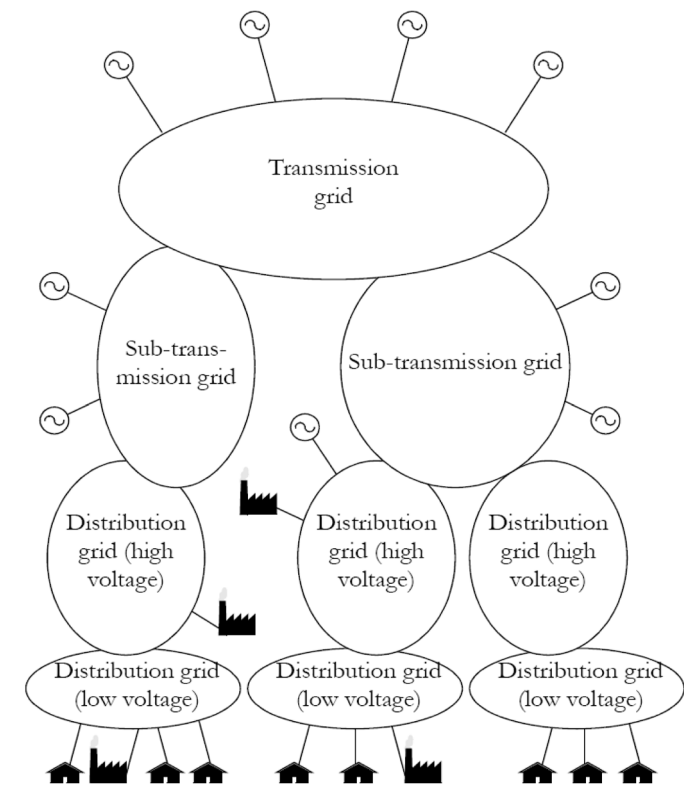 Transmission
grid
Sub-trans-
mission grid
Sub-transmission grid
Distribution
grid (high
voltage)
Distribution
grid (high
voltage)
Distribution
grid (high
voltage)
Distribution grid
(low voltage)
Distribution grid
(low voltage)
Distribution grid
(low voltage)